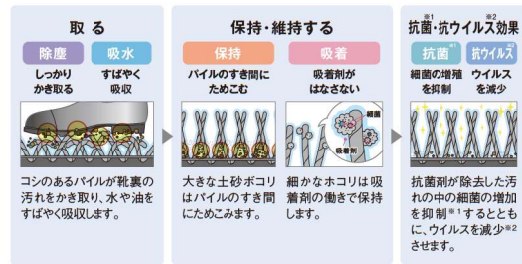 取る
除塵
しっかり
かき取る
吸水
すばやく
吸収
コシのあるパイルが靴裏の
汚れをかき取り、水や油を
すばやく吸収します。
保持・維持する
保持
パイルのすき間に
ためこむ
大きな土砂ボコリ
はパイルのすき間
にためこみます。
吸着
吸着剤が
はなさない
細菌
吸着剤
細かなホコリは吸
着剤の働きで保持
します。
抗菌※1・抗ウイルス※2効果
抗菌※1
細菌の増殖
を抑制
抗ウイルス※2
ウイルス
を減少
抗菌剤が除去した汚
れの中の細菌の増加
を抑制※1するととも
に、ウイルスを減少※2
させます。